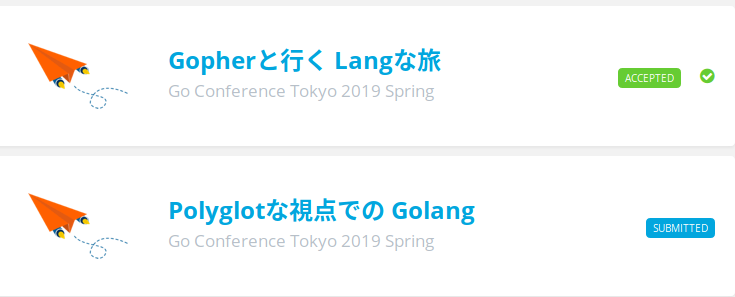 Gopherと行く Langな旅
Go Conference Tokyo 2019 Spring
ACCEPTED
Polyglotな視点での Golang
Go Conference Tokyo 2019 Spring
SUBMITTED